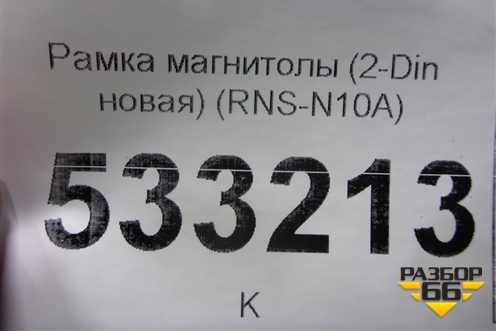 Рамка магнитолы (2-Din
новая) (RNS-N10A)
533213
К
РАЗБОР
66